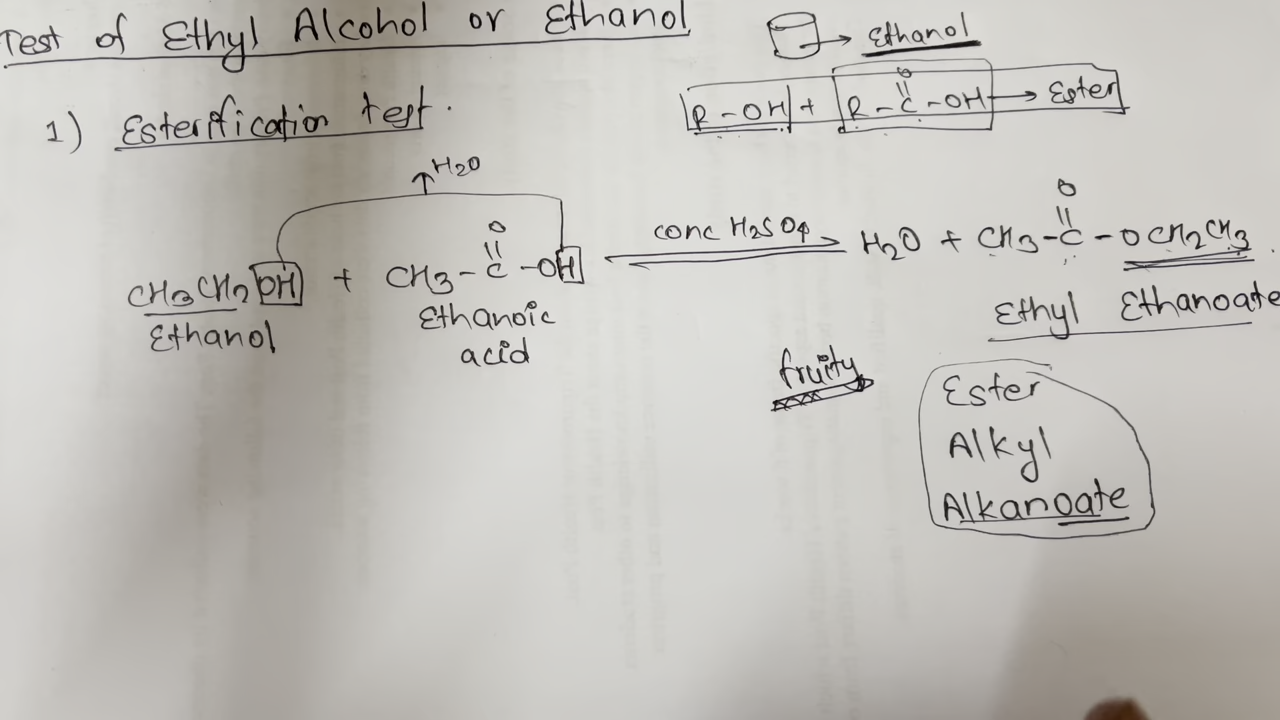 Test of Ethyl Alcohol or Ethanol
→ Ethanol
R-OH + R-C-OH → Ester
O
1) Esterification test.
↑H2O
O
CH3CH2OH + CH3-C-OH
conc H2SO4
H2O + CH3-C-OCH2CH3
O
Ethanol
Ethanoic
acid
Ethyl Ethanoate
fruity
Ester
Alkyl
Alkanoate